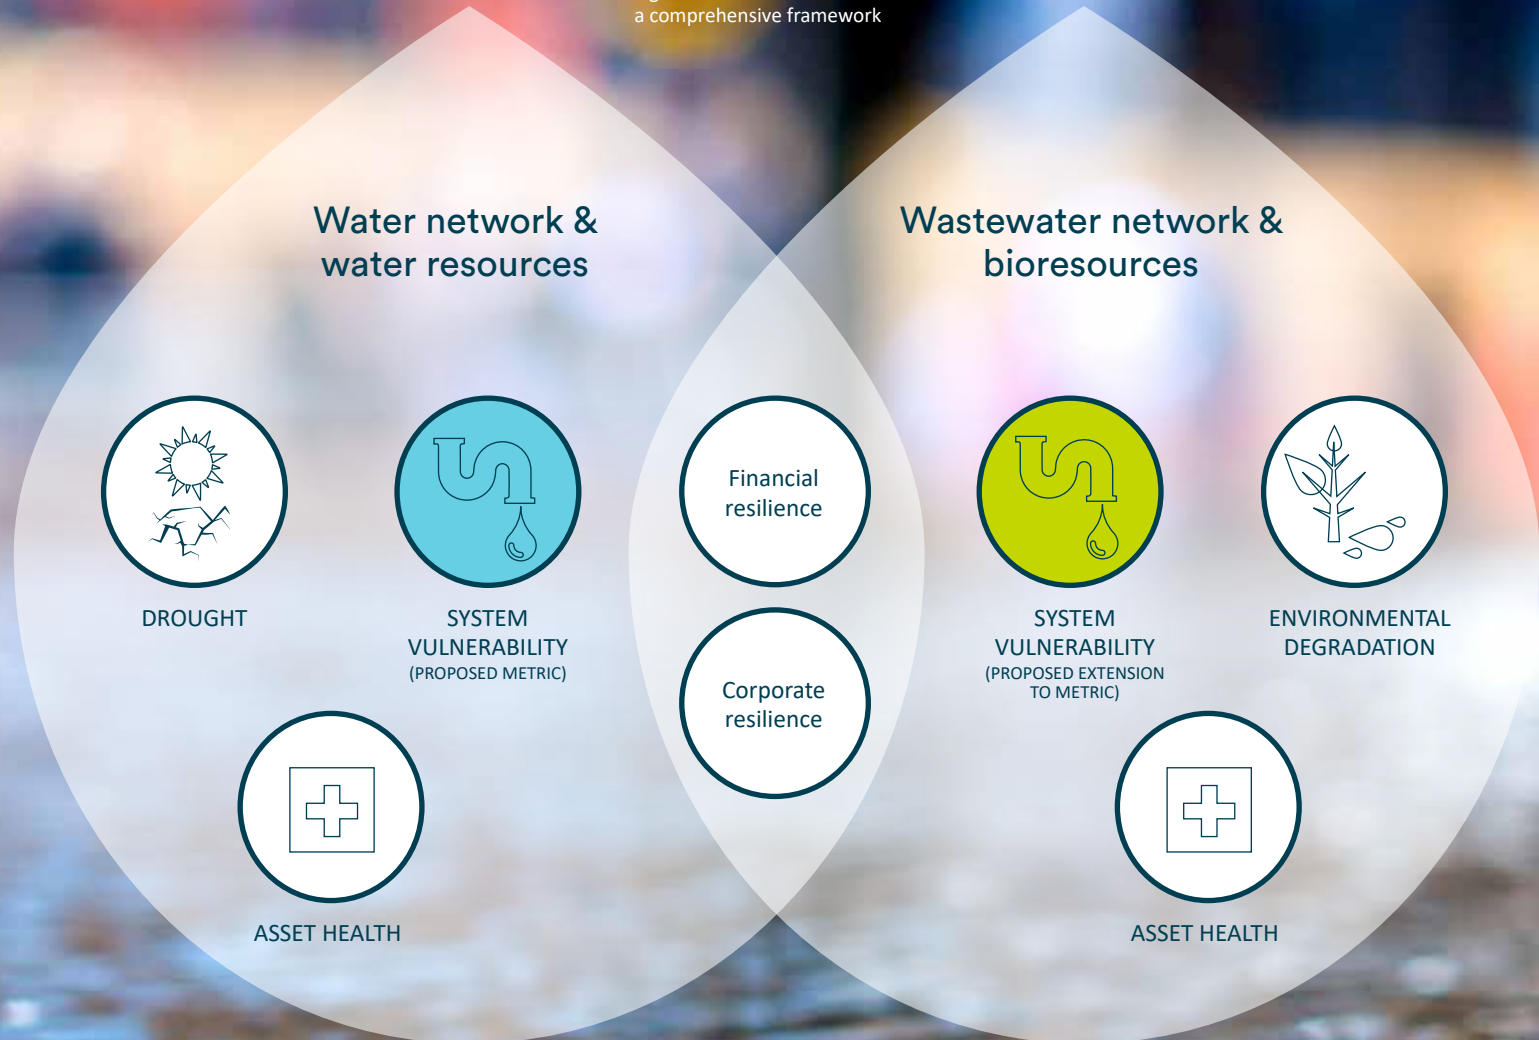 a comprehensive framework
Water network &
water resources
Wastewater network &
bioresources
DROUGHT
SYSTEM
VULNERABILITY
(PROPOSED METRIC)
Financial
resilience
Corporate
resilience
SYSTEM
VULNERABILITY
(PROPOSED EXTENSION
TO METRIC)
ENVIRONMENTAL
DEGRADATION
ASSET HEALTH
ASSET HEALTH